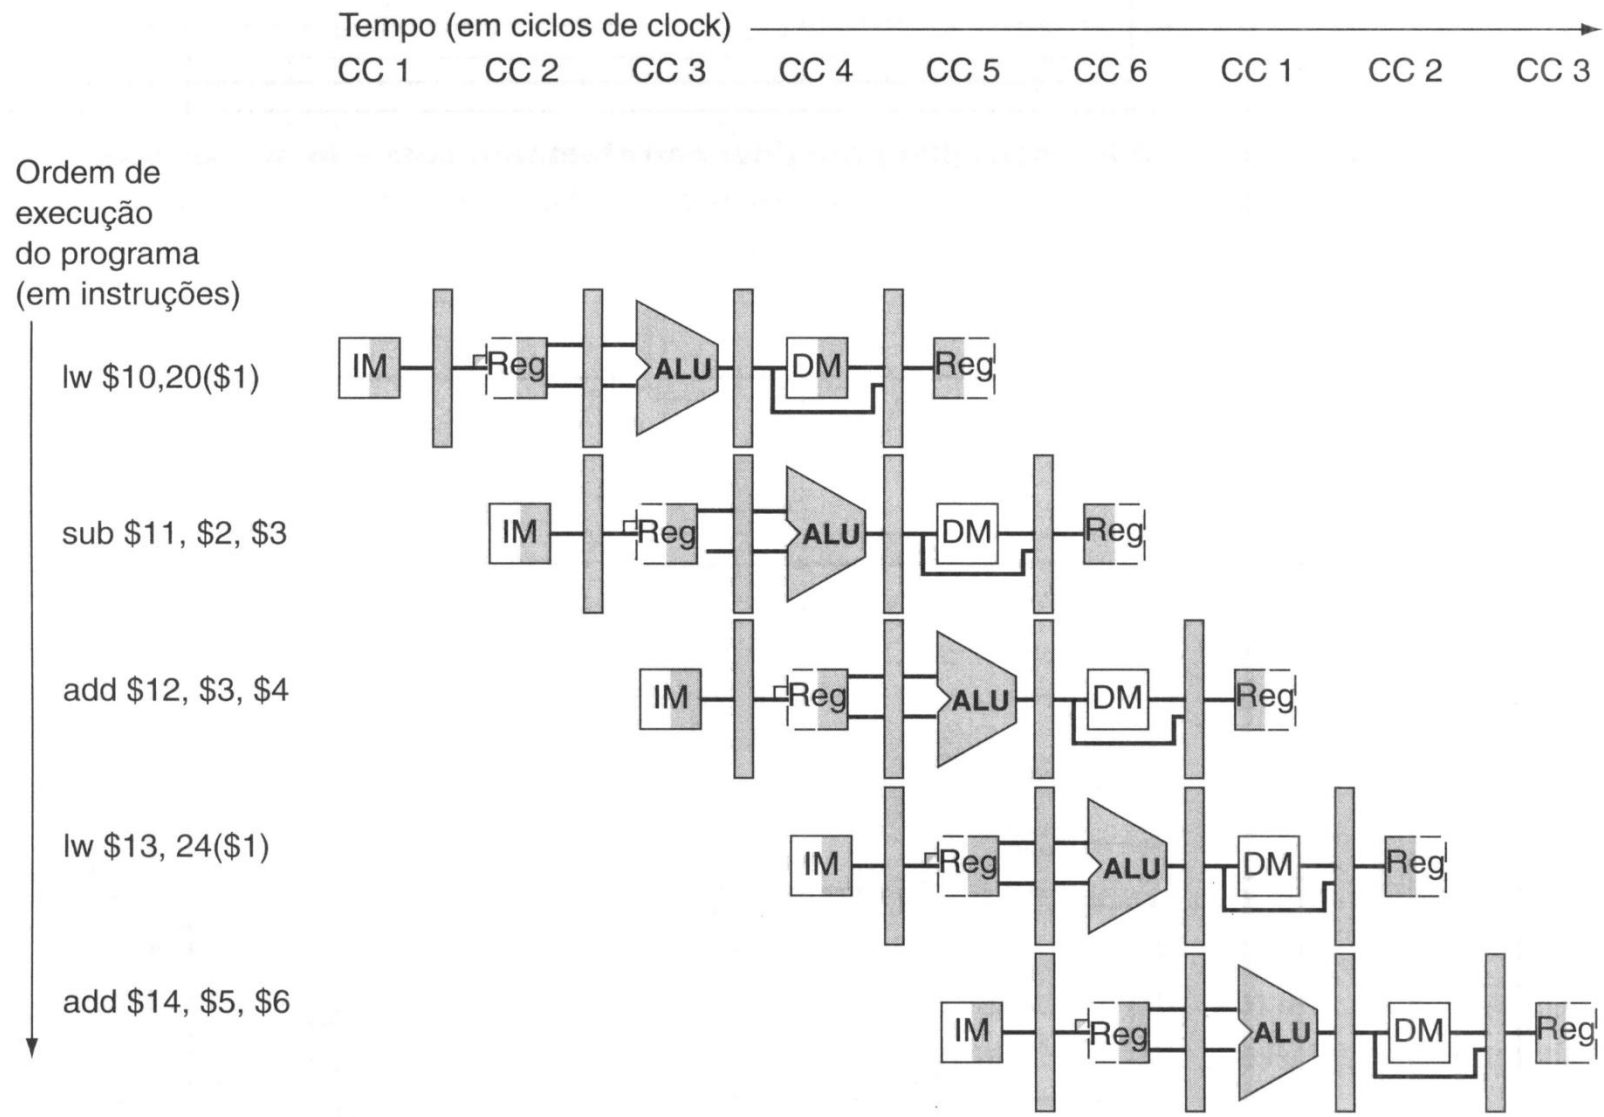 Tempo (em ciclos de clock)
CC 1 CC 2 CC 3 CC 4 CC 5 CC 6 CC 1 CC 2 CC 3
Ordem de
execução
do programa
(em instruções)
lw $10,20($1)
IM Reg ALU DM Reg
sub $11, $2, $3
IM Reg ALU DM Reg
add $12, $3, $4
IM Reg ALU DM Reg
lw $13, 24($1)
IM Reg ALU DM Reg
add $14, $5, $6
IM Reg ALU DM Reg